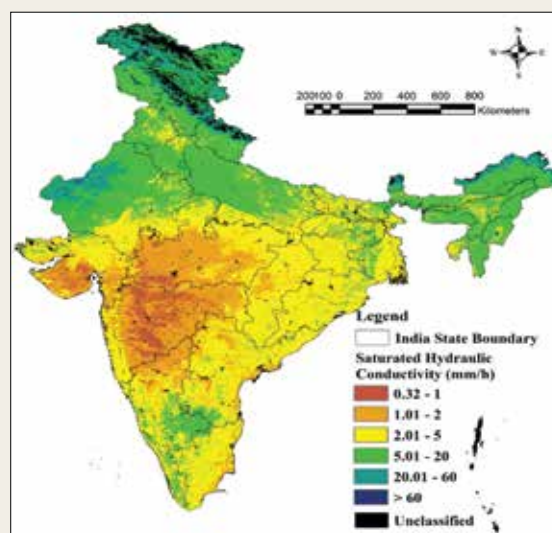 N
W E
S
200100 0 200 400 600 800
Kilometers
Legend
India State Boundary
Saturated Hydraulic
Conductivity (mm/h)
0.32 - 1
1.01 - 2
2.01 - 5
5.01 - 20
20.01 - 60
> 60
Unclassified